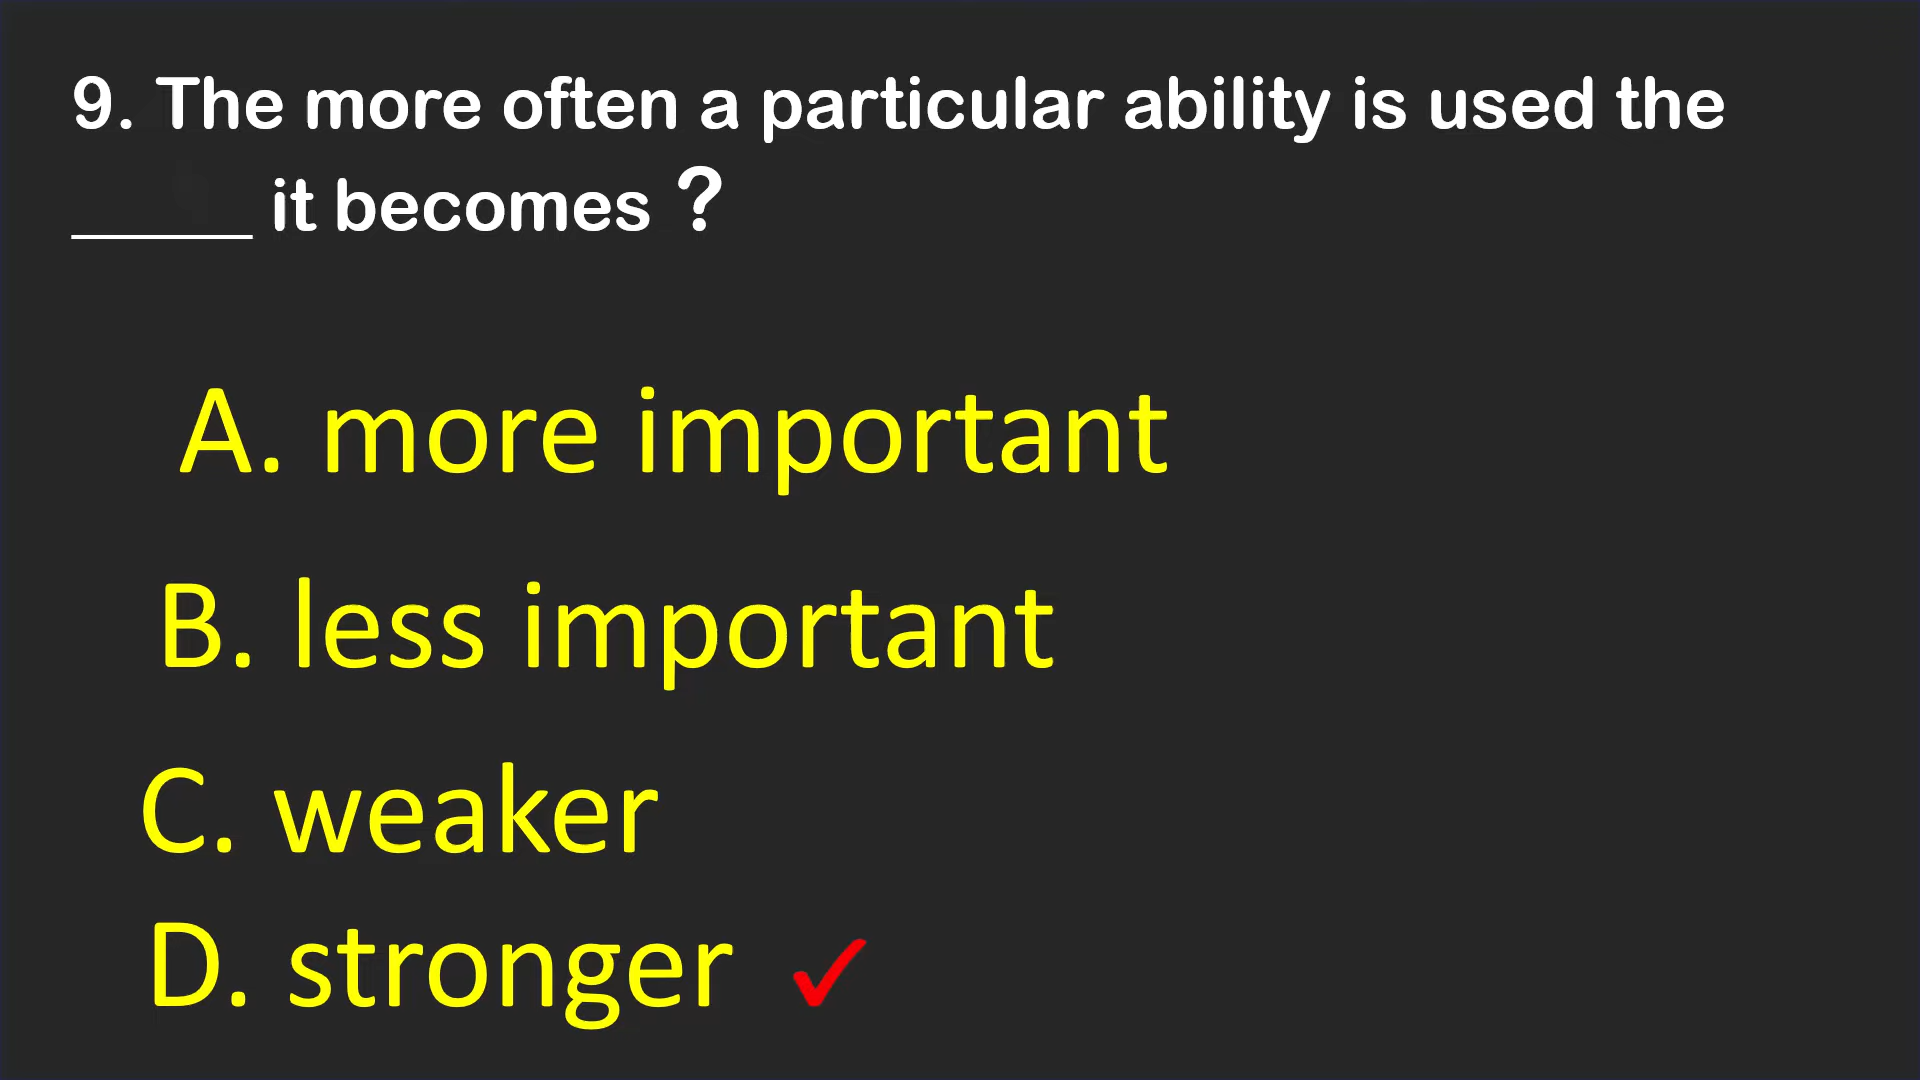 9. The more often a particular ability is used the
_____ it becomes ?
A. more important
B. less important
C. weaker
D. stronger ✓